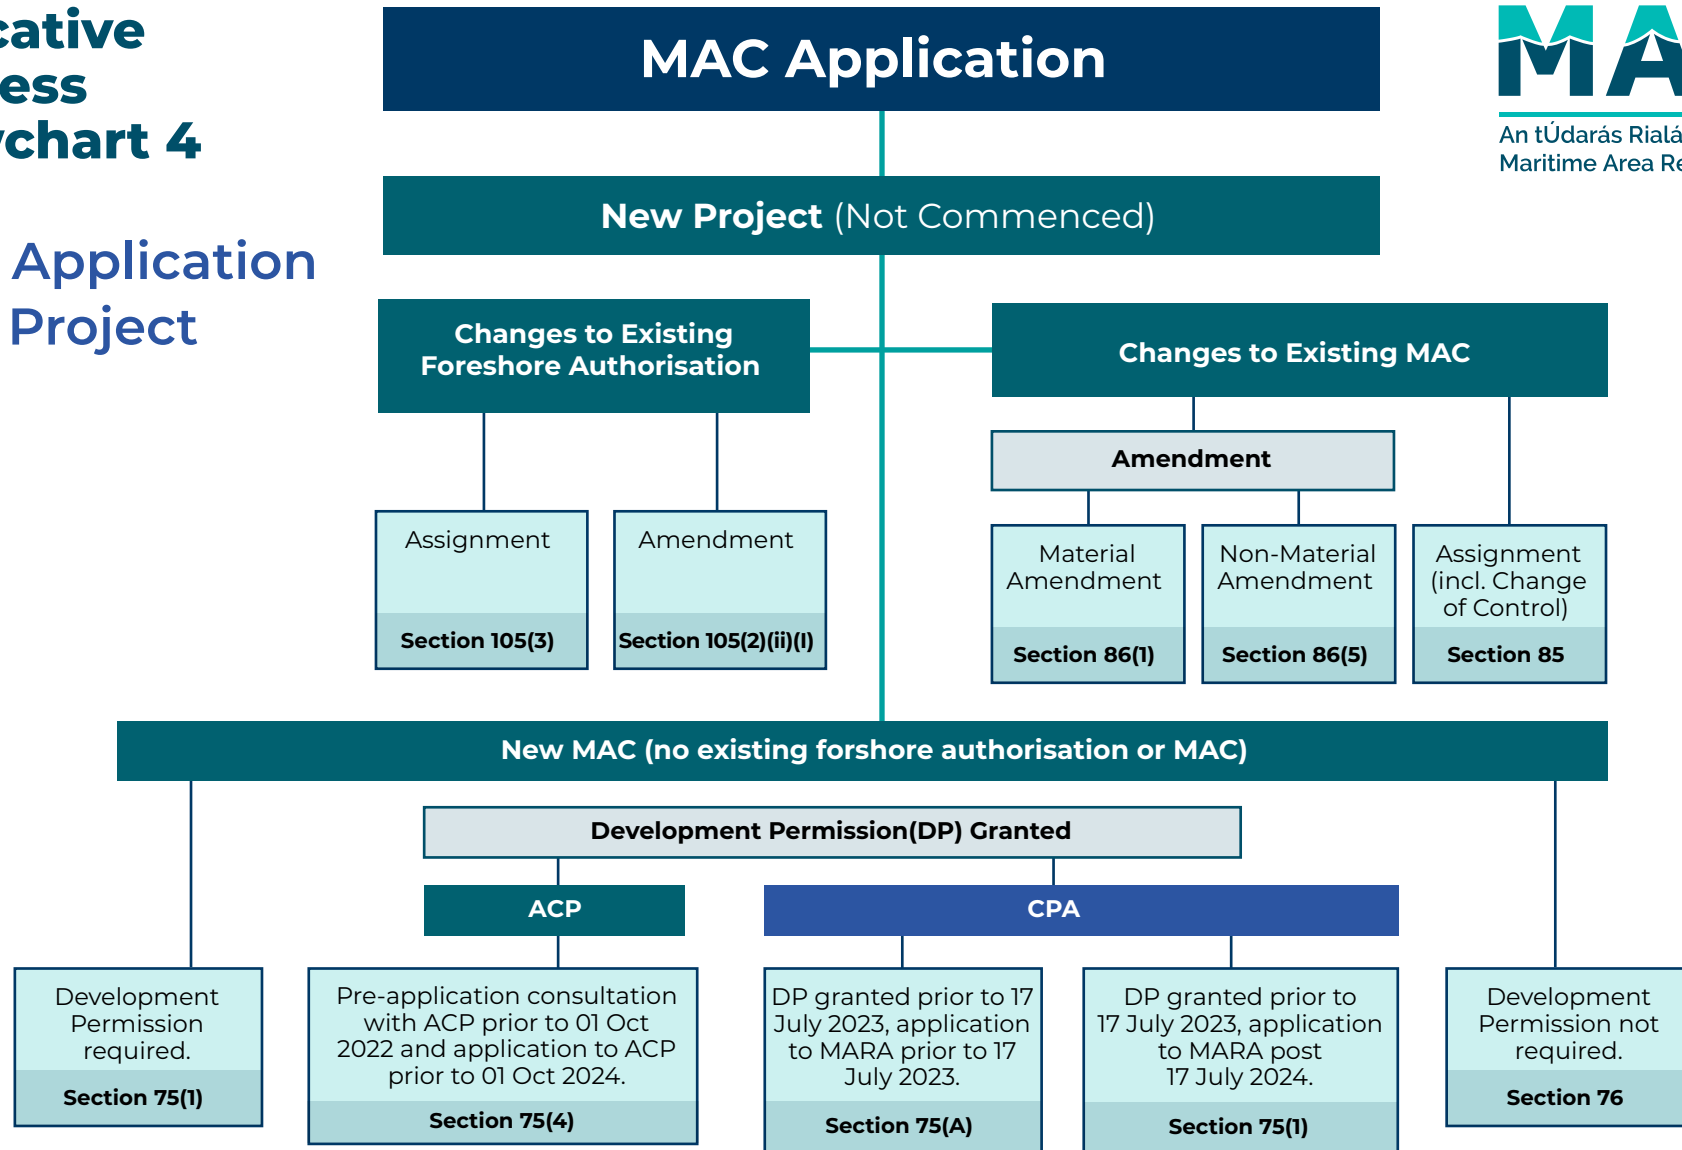 cative
ess
chart 4
Application
Project
MAC Application
MA
An tÚdarás Rialá
Maritime Area Re
New Project (Not Commenced)
Changes to Existing
Foreshore Authorisation
Changes to Existing MAC
Amendment
Assignment
Section 105(3)
Amendment
Section 105(2)(ii)(I)
Material
Amendment
Section 86(1)
Non-Material
Amendment
Section 86(5)
Assignment
(incl. Change
of Control)
Section 85
New MAC (no existing forshore authorisation or MAC)
Development Permission(DP) Granted
ACP
CPA
Development
Permission
required.
Section 75(1)
Pre-application consultation
with ACP prior to 01 Oct
2022 and application to ACP
prior to 01 Oct 2024.
Section 75(4)
DP granted prior to 17
July 2023, application
to MARA prior to 17
July 2023.
Section 75(A)
DP granted prior to
17 July 2023, application
to MARA post
17 July 2024.
Section 75(1)
Development
Permission not
required.
Section 76